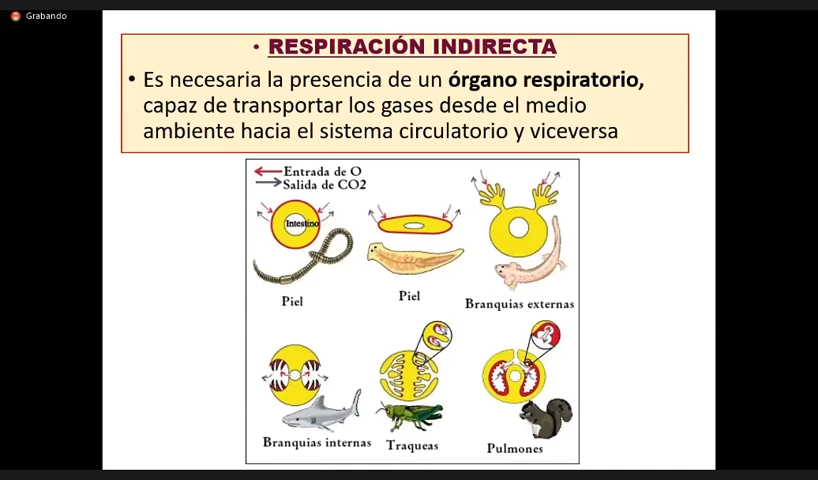 Grabando
• RESPIRACIÓN INDIRECTA
• Es necesaria la presencia de un órgano respiratorio,
capaz de transportar los gases desde el medio
ambiente hacia el sistema circulatorio y viceversa
Entrada de O
Salida de CO2
Intestino
Piel
Piel
Branquias externas
Branquias internas
Traqueas
Pulmones